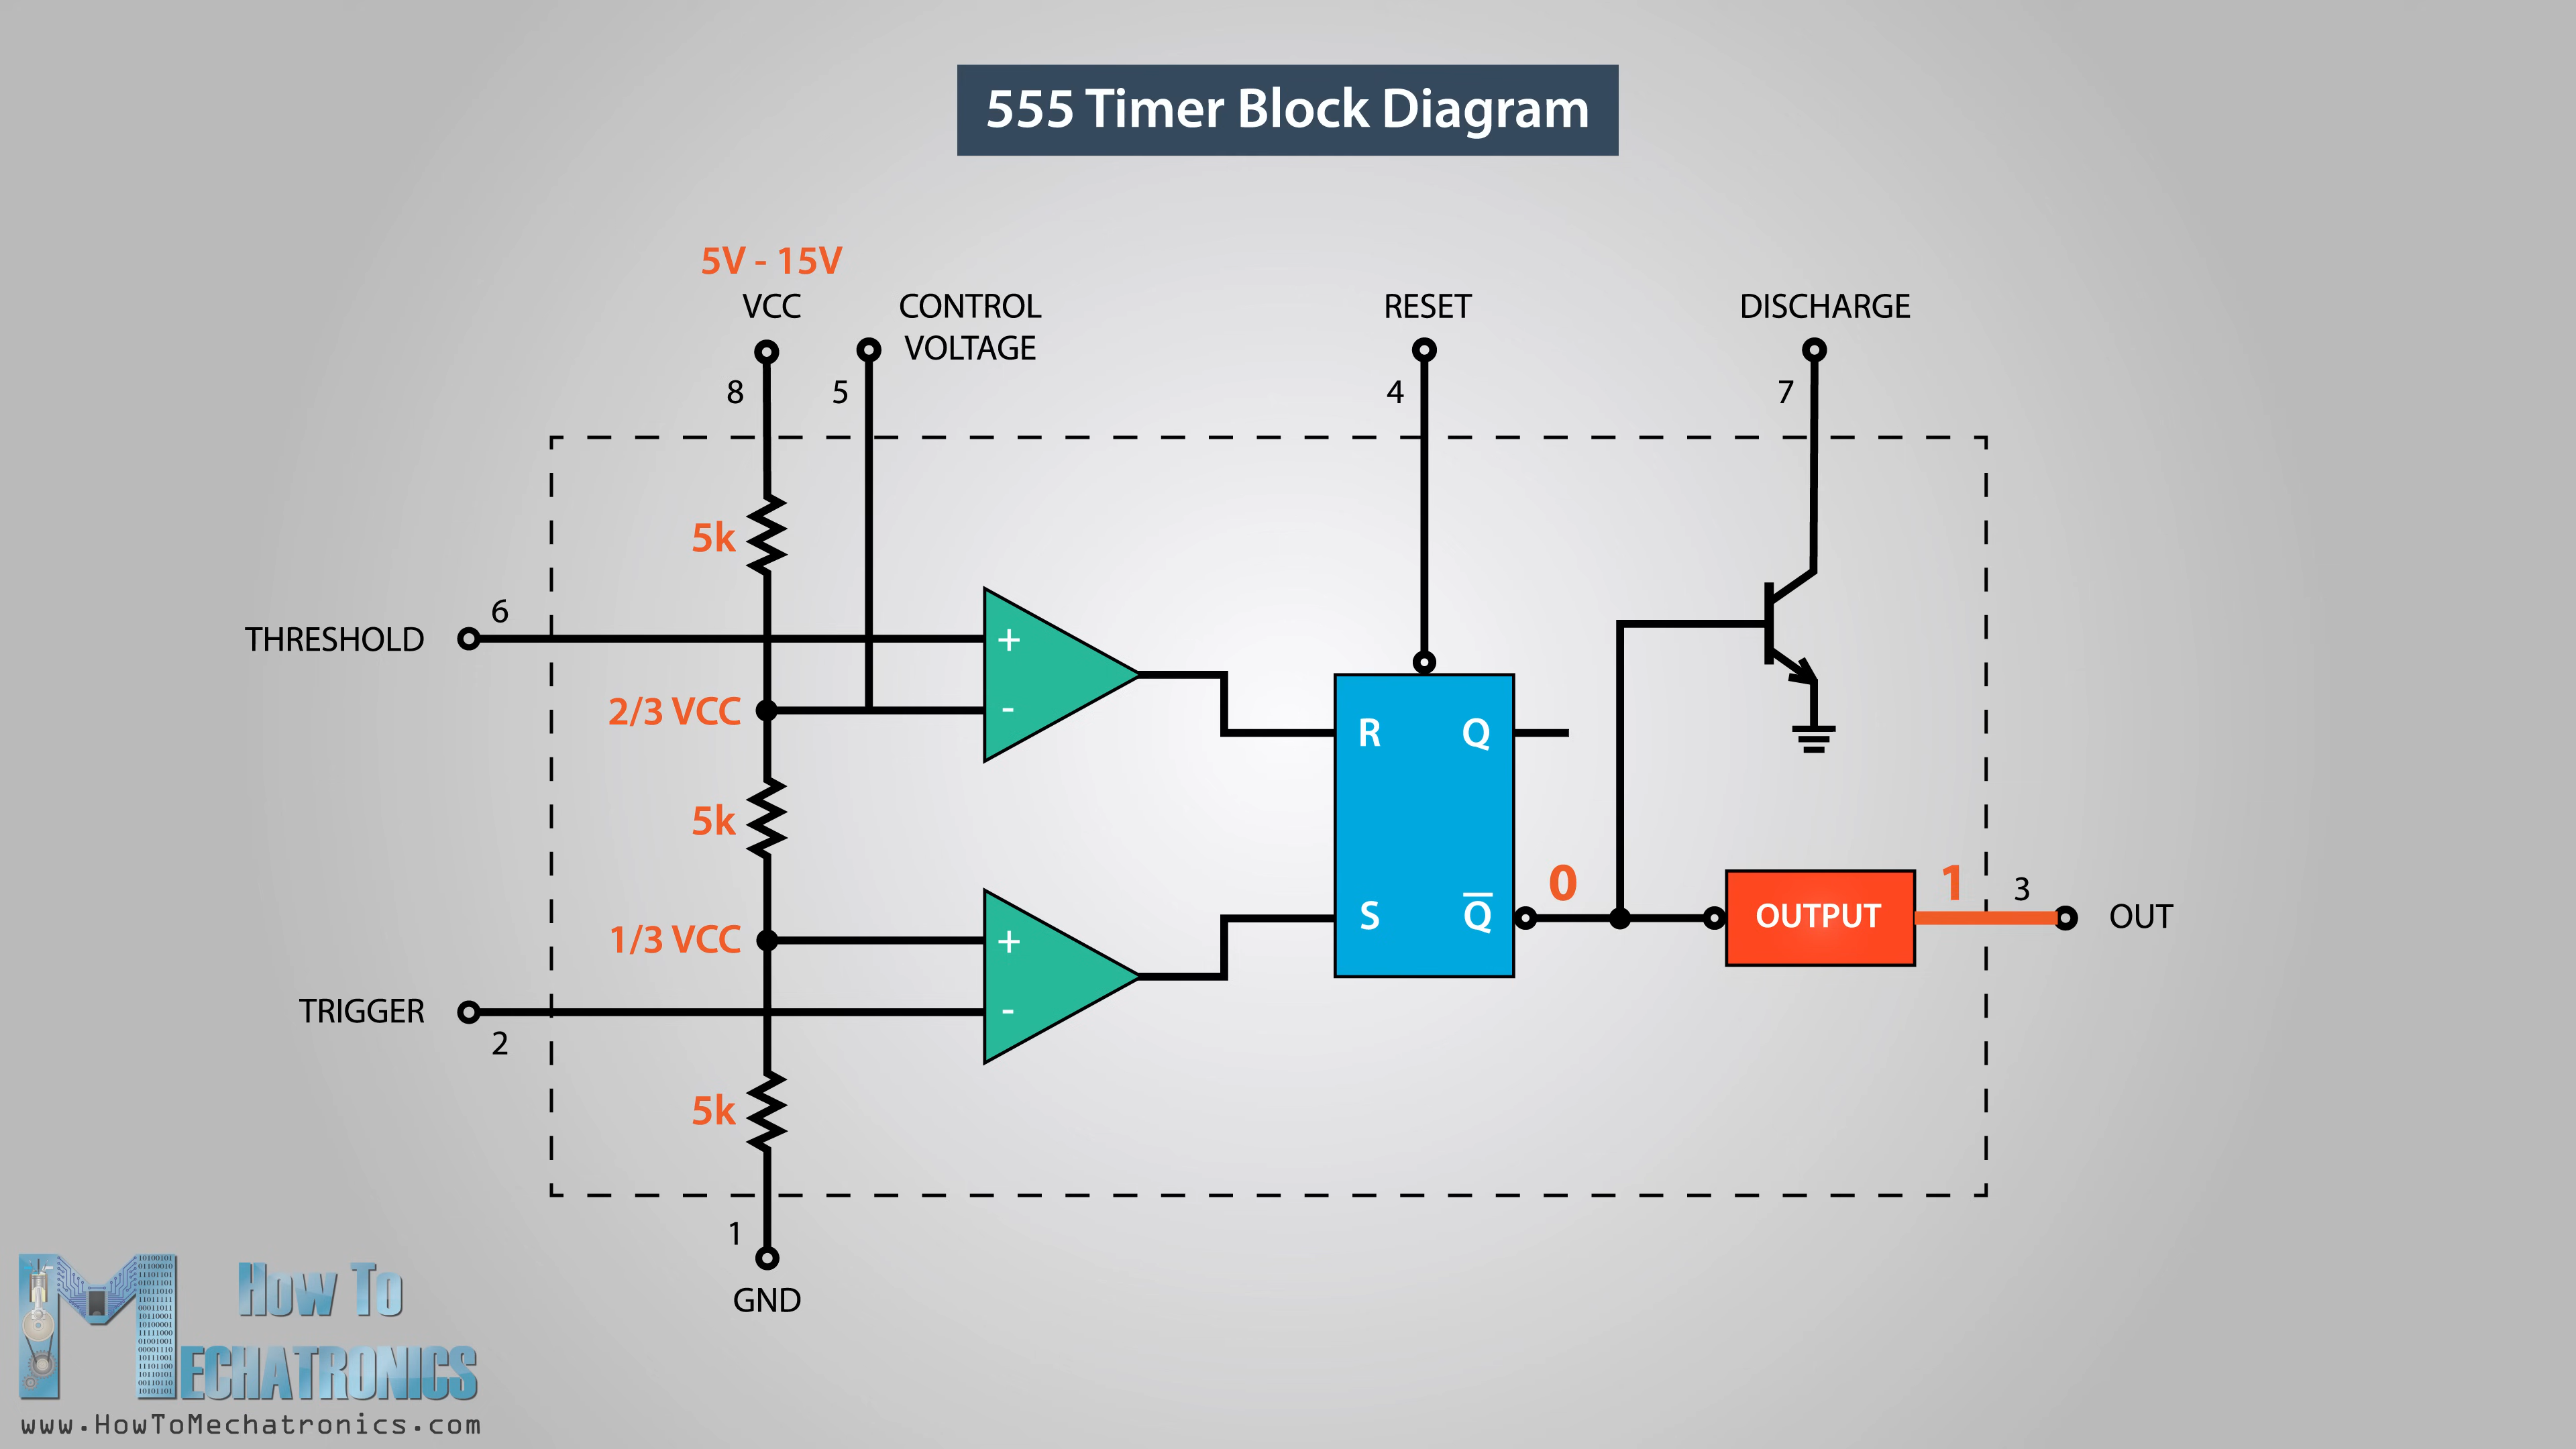 555 Timer Block Diagram
5V - 15V
VCC
CONTROL
VOLTAGE
RESET
DISCHARGE
8
5
4
7
5k
THRESHOLD
6
+
2/3 VCC
-
R
Q
5k
S
Q̅
0
OUTPUT
1
3
OUT
1/3 VCC
+
TRIGGER
2
-
5k
1
GND
How To
MECHATRONICS
www.HowToMechatronics.com